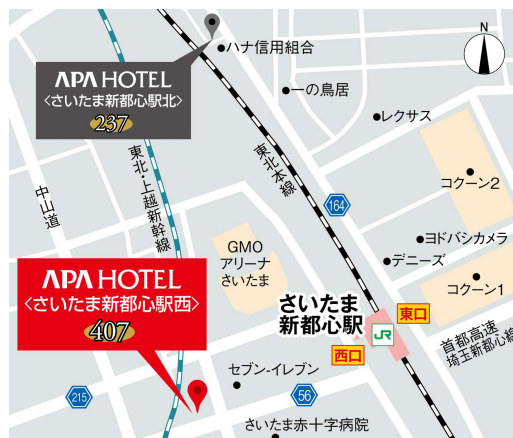 N
ハナ信用組合
APA HOTEL
〈さいたま新都心駅北〉
237
一の鳥居
レクサス
東北・上越新幹線
東北本線
中山道
コクーン2
164
GMO
アリーナ
さいたま
ヨドバシカメラ
デニーズ
コクーン1
APA HOTEL
〈さいたま新都心駅西〉
407
さいたま
新都心駅
東口
JR
西口
首都高速
埼玉新都心線
セブン-イレブン
215
56
さいたま赤十字病院